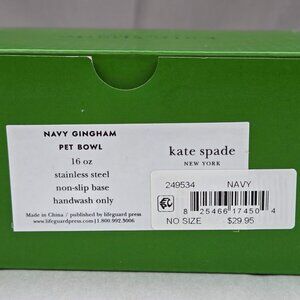 NAVY GINGHAM
PET BOWL
16 oz
stainless steel
non-slip base
handwash only
Made in China / published by lifeguard press
www.lifeguardpress.com | 1.800.992.3006
kate spade
NEW YORK
249534 NAVY
8 25466 17450 4
NO SIZE $29.95